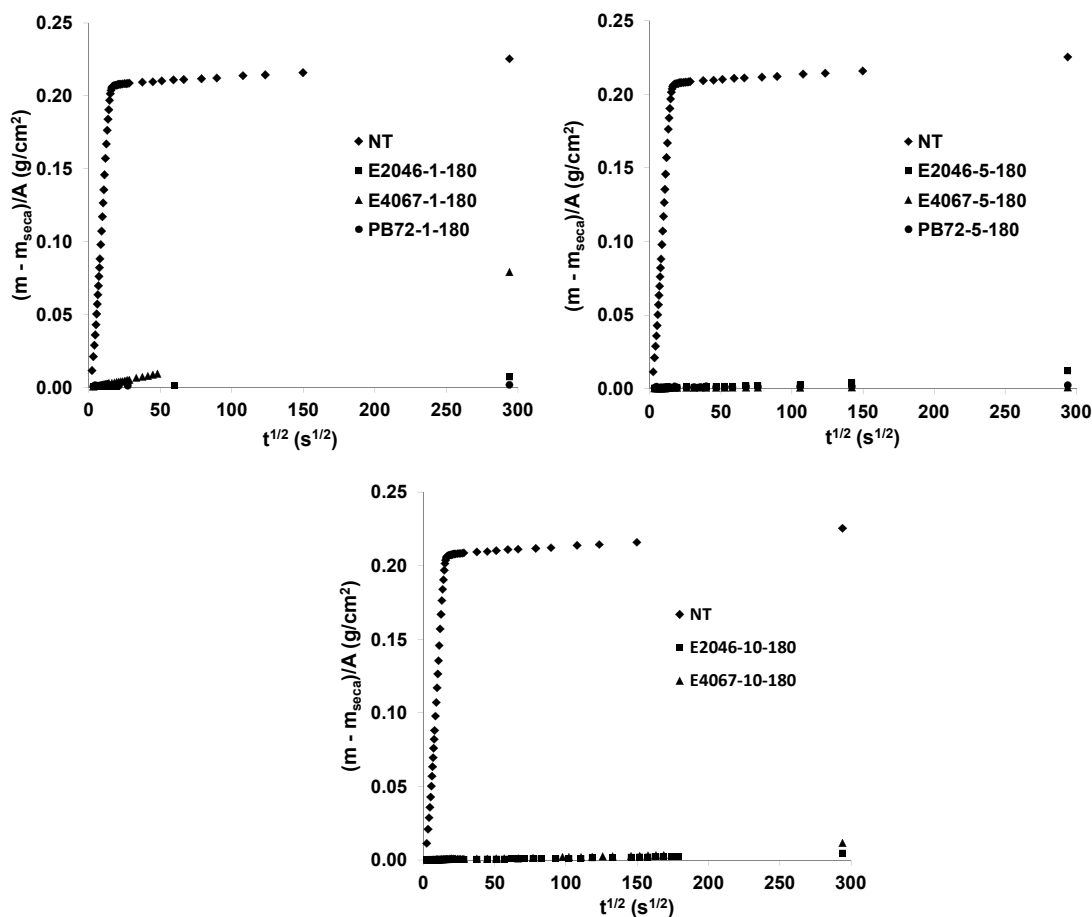 0.25
0.20
0.15
0.10
0.05
0.00
(m - mseca)/A (g/cm²)
0 50 100 150 200 250 300
t1/2 (s1/2)
NT
E2046-1-180
E4067-1-180
PB72-1-180
0.25
0.20
0.15
0.10
0.05
0.00
(m - mseca)/A (g/cm²)
0 50 100 150 200 250 300
t1/2 (s1/2)
NT
E2046-5-180
E4067-5-180
PB72-5-180
0.25
0.20
0.15
0.10
0.05
0.00
(m - mseca)/A (g/cm²)
0 50 100 150 200 250 300
t1/2 (s1/2)
NT
E2046-10-180
E4067-10-180